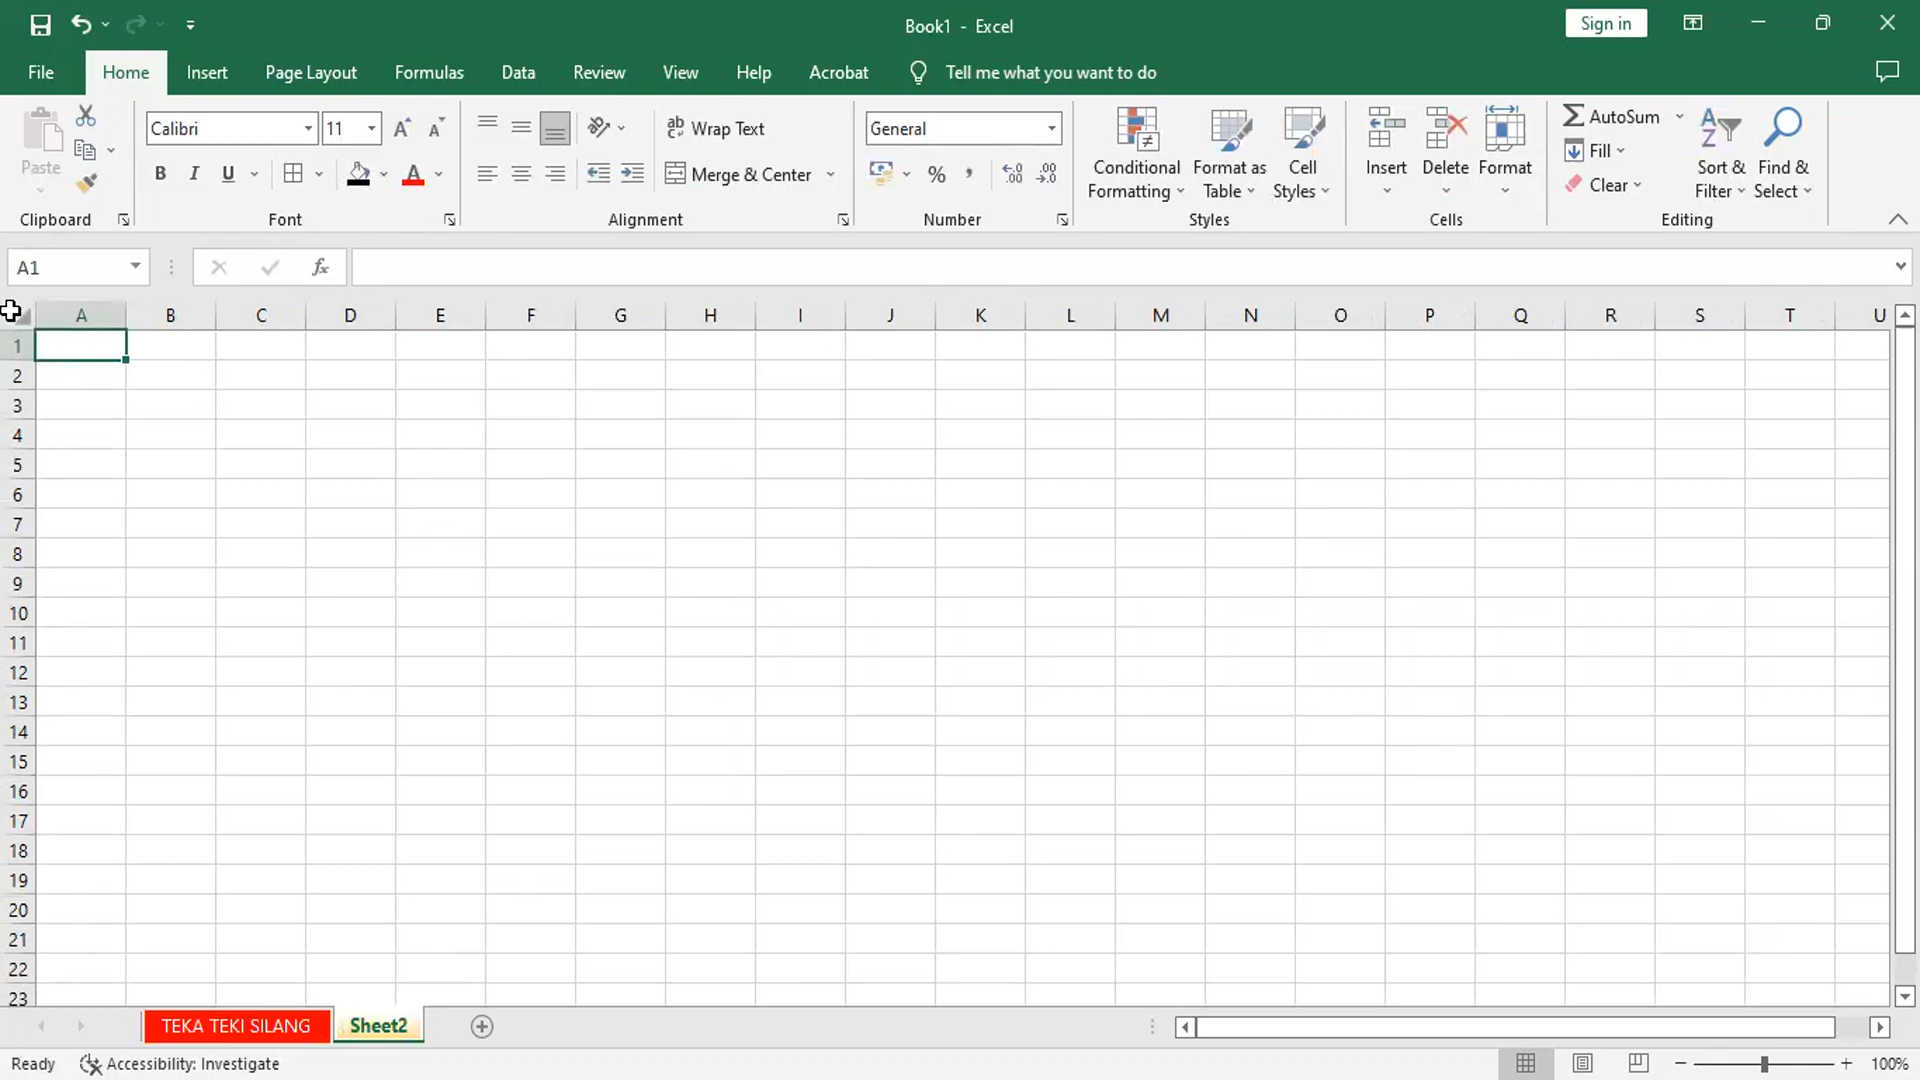 Book1 - Excel
Sign in
File Home Insert Page Layout Formulas Data Review View Help Acrobat Tell me what you want to do
Paste
Clipboard
Calibri 11
A A
B I U A
Font
ab Wrap Text
Merge & Center
Alignment
General
% ,
Number
Conditional Formatting
Format as Table
Cell Styles
Styles
Insert Delete Format
Cells
AutoSum
Fill
Clear
Sort & Filter
Find & Select
Editing
A1 fx
A B C D E F G H I J K L M N O P Q R S T U
1
2
3
4
5
6
7
8
9
10
11
12
13
14
15
16
17
18
19
20
21
22
23
TEKA TEKI SILANG Sheet2
Ready Accessibility: Investigate 100%